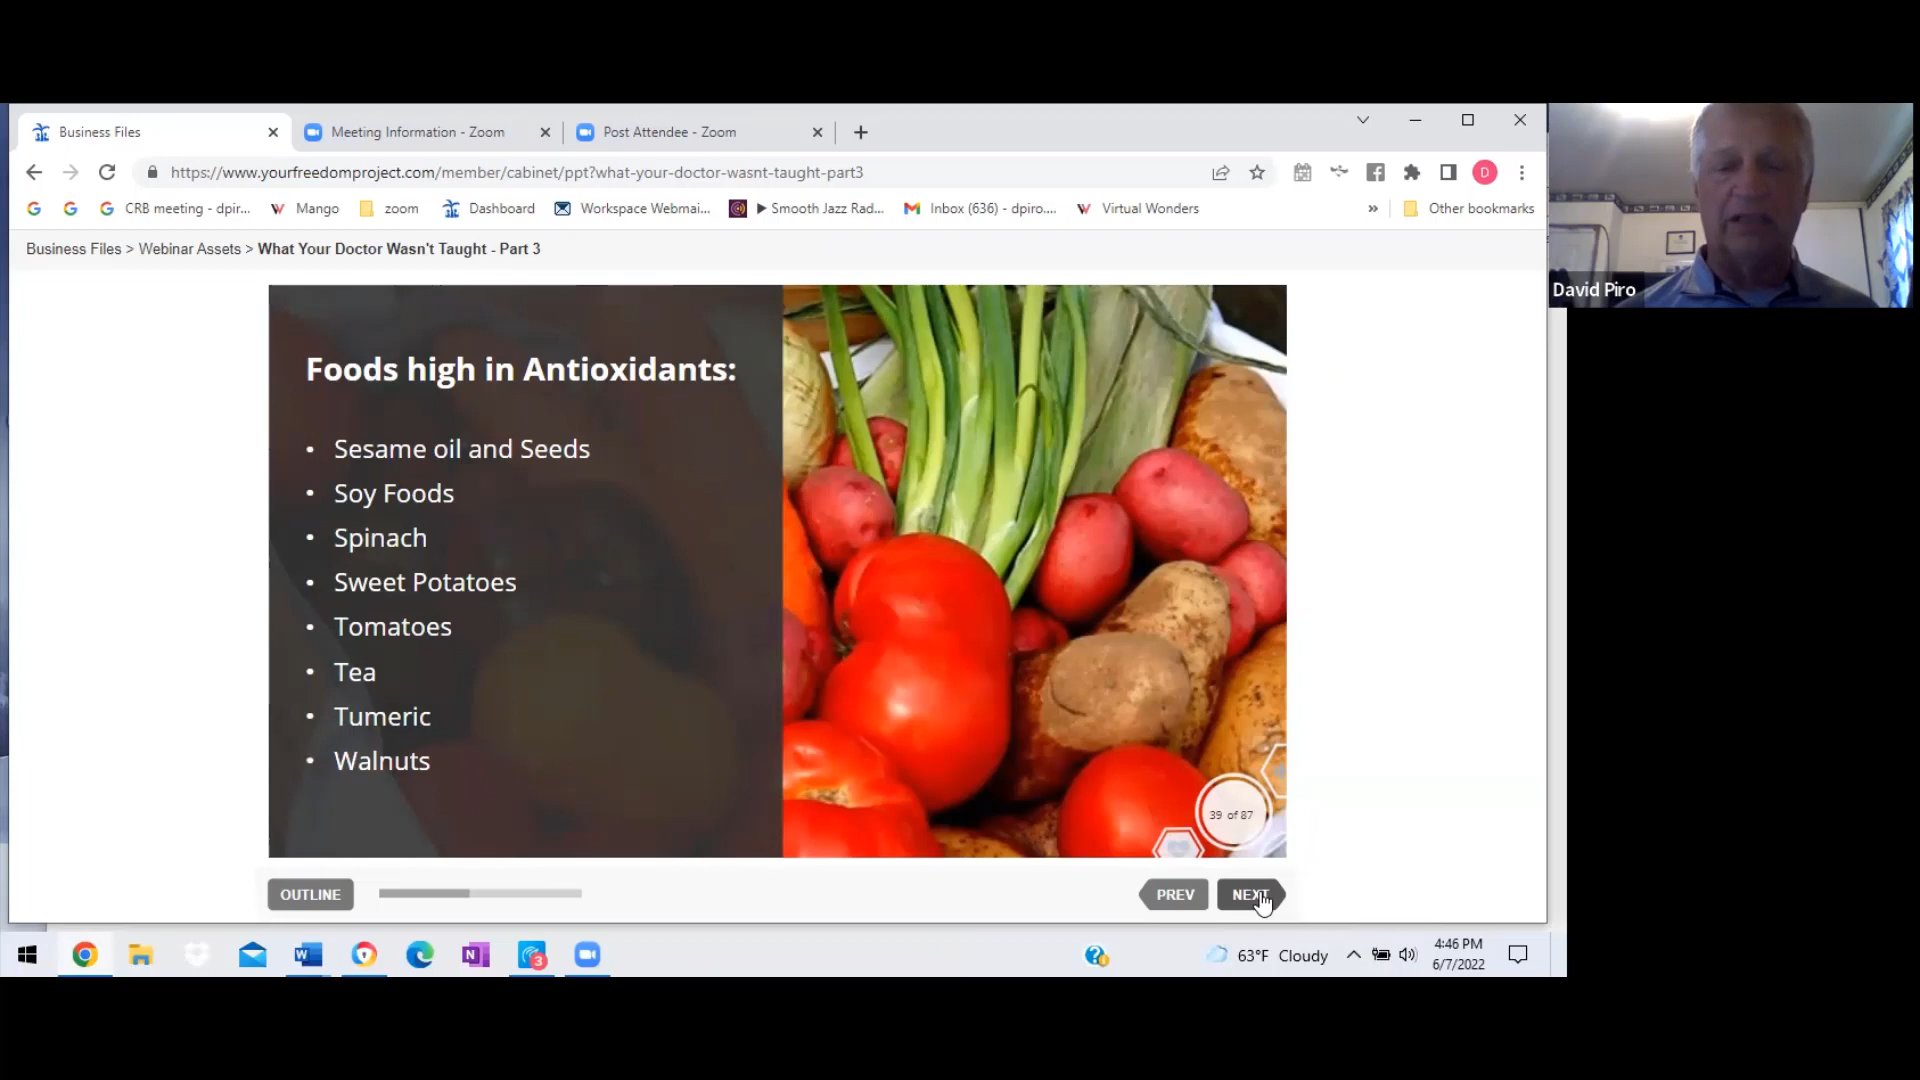 Business Files
Meeting Information - Zoom
Post Attendee - Zoom
https://www.yourfreedomproject.com/member/cabinet/ppt?what-your-doctor-wasnt-taught-part3
D
CRB meeting - dpir...
Mango
zoom
Dashboard
Workspace Webmai...
Smooth Jazz Rad...
Inbox (636) - dpiro....
Virtual Wonders
»
Other bookmarks
Business Files > Webinar Assets > What Your Doctor Wasn't Taught - Part 3
David Piro
Foods high in Antioxidants:
• Sesame oil and Seeds
• Soy Foods
• Spinach
• Sweet Potatoes
• Tomatoes
• Tea
• Tumeric
• Walnuts
39 of 87
OUTLINE
PREV
NEXT
63°F Cloudy
4:46 PM
6/7/2022
3